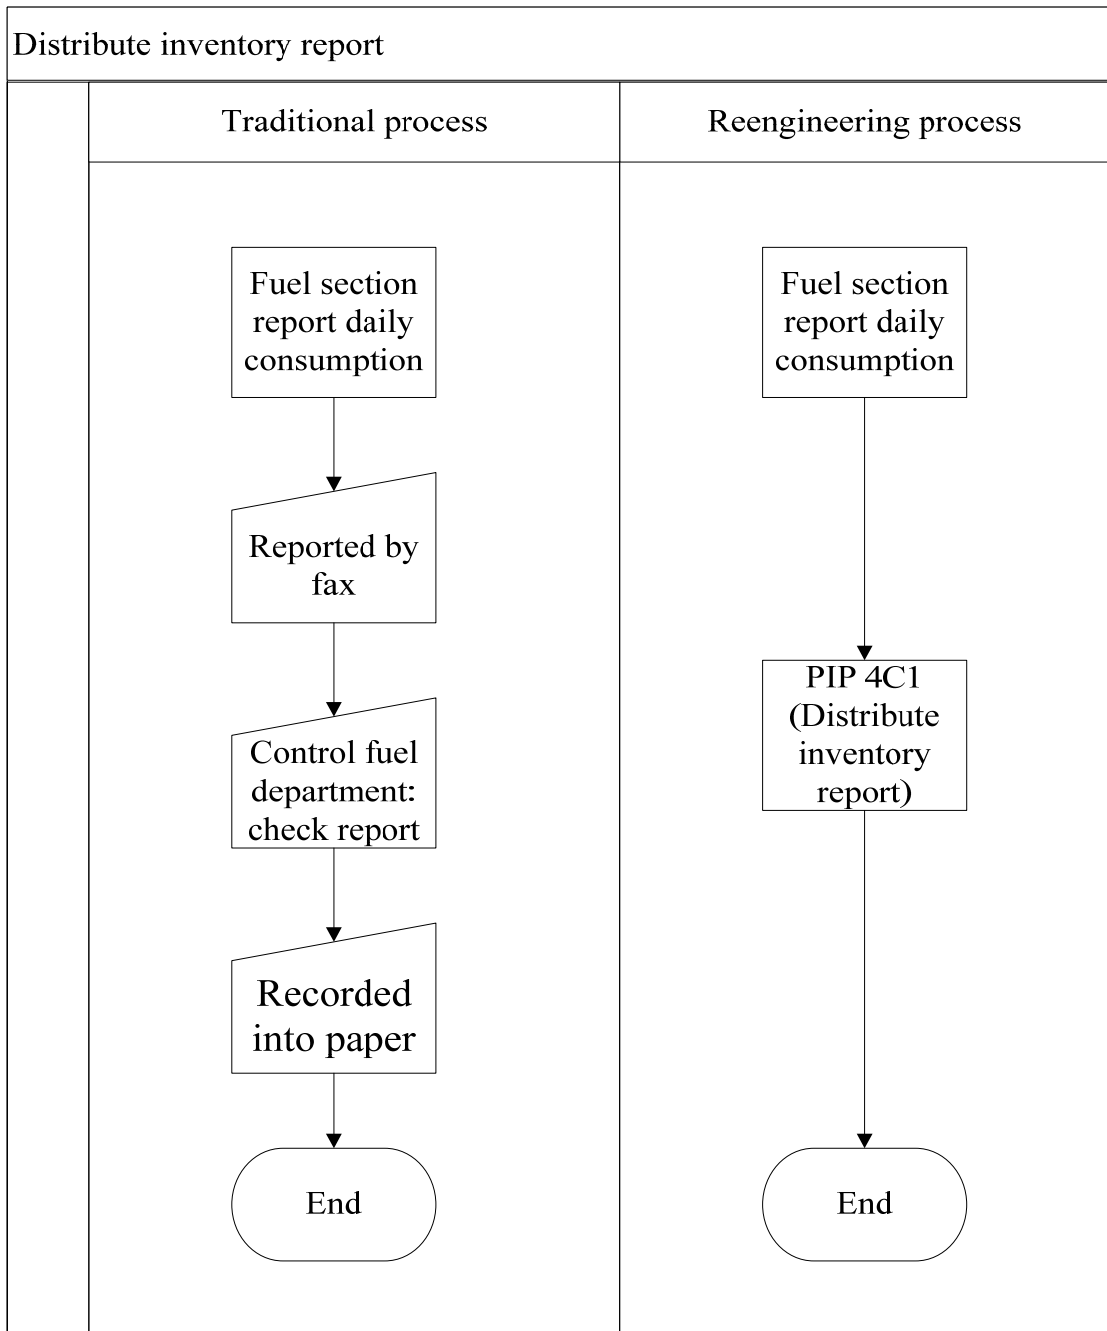 Distribute inventory report
Traditional process
Reengineering process
Fuel section
report daily
consumption
Reported by
fax
Control fuel
department:
check report
Recorded
into paper
End
Fuel section
report daily
consumption
PIP 4C1
(Distribute
inventory
report)
End